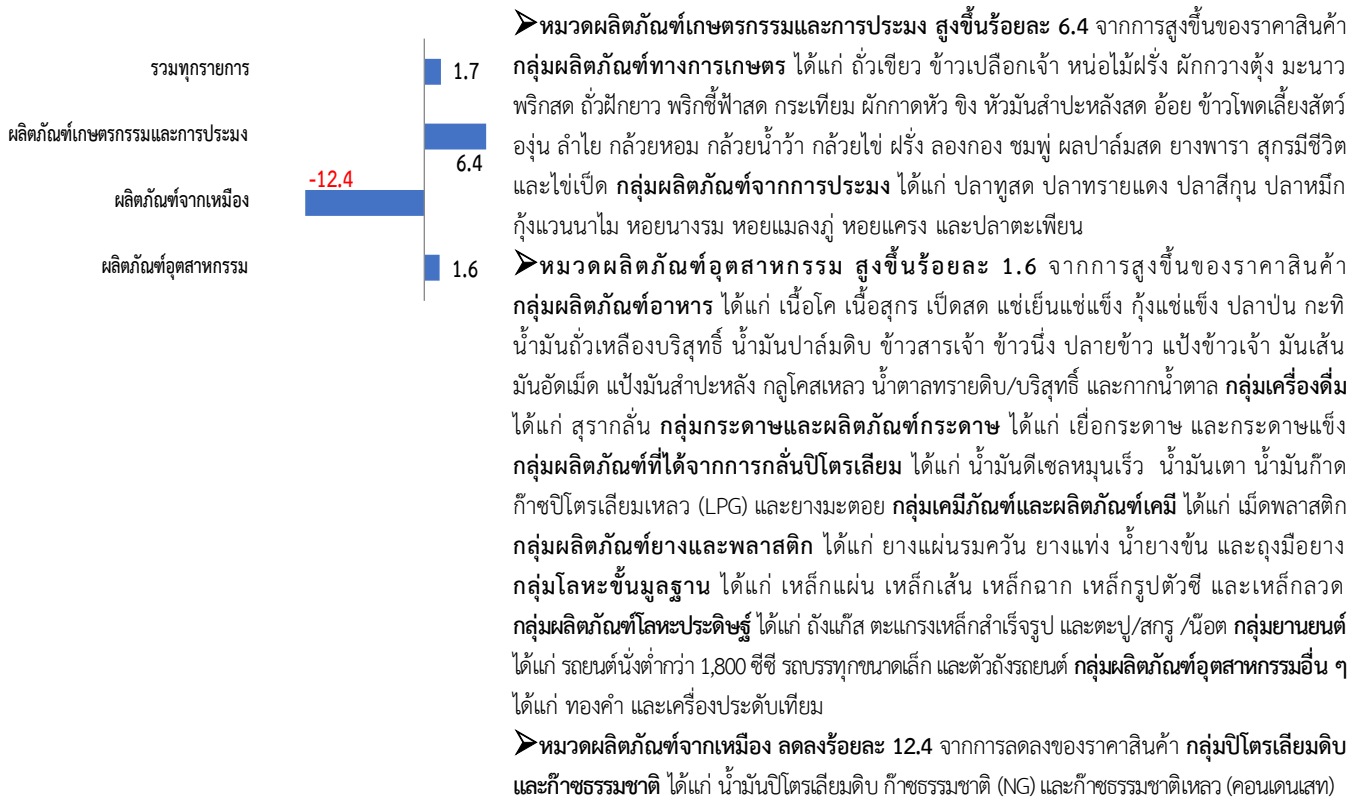 รวมทุกรายการ
1.7
ผลิตภัณฑ์เกษตรกรรมและการประมง
6.4
-12.4
ผลิตภัณฑ์จากเหมือง
ผลิตภัณฑ์อุตสาหกรรม
1.6
➢หมวดผลิตภัณฑ์เกษตรกรรมและการประมง สูงขึ้นร้อยละ 6.4 จากการสูงขึ้นของราคาสินค้า
กลุ่มผลิตภัณฑ์ทางการเกษตร ได้แก่ ถั่วเขียว ข้าวเปลือกเจ้า หน่อไม้ฝรั่ง ผักกวางตุ้ง มะนาว
พริกสด ถั่วฝักยาว พริกชี้ฟ้าสด กระเทียม ผักกาดหัว ขิง หัวมันสำปะหลังสด อ้อย ข้าวโพดเลี้ยงสัตว์
องุ่น ลำไย กล้วยหอม กล้วยน้ำว้า กล้วยไข่ ฝรั่ง ลองกอง ชมพู่ ผลปาล์มสด ยางพารา สุกรมีชีวิต
และไข่เป็ด กลุ่มผลิตภัณฑ์จากการประมง ได้แก่ ปลาทูสด ปลาทรายแดง ปลาสีกุน ปลาหมึก
กุ้งแวนนาไม หอยนางรม หอยแมลงภู่ หอยแครง และปลาตะเพียน
➢หมวดผลิตภัณฑ์อุตสาหกรรม สูงขึ้นร้อยละ 1.6 จากการสูงขึ้นของราคาสินค้า
กลุ่มผลิตภัณฑ์อาหาร ได้แก่ เนื้อโค เนื้อสุกร เป็ดสด แช่เย็นแช่แข็ง กุ้งแช่แข็ง ปลาป่น กะทิ
น้ำมันถั่วเหลืองบริสุทธิ์ น้ำมันปาล์มดิบ ข้าวสารเจ้า ข้าวนึ่ง ปลายข้าว แป้งข้าวเจ้า มันเส้น
มันอัดเม็ด แป้งมันสำปะหลัง กลูโคสเหลว น้ำตาลทรายดิบ/บริสุทธิ์ และกากน้ำตาล กลุ่มเครื่องดื่ม
ได้แก่ สุรากลั่น กลุ่มกระดาษและผลิตภัณฑ์กระดาษ ได้แก่ เยื่อกระดาษ และกระดาษแข็ง
กลุ่มผลิตภัณฑ์ที่ได้จากการกลั่นปิโตรเลียม ได้แก่ น้ำมันดีเซลหมุนเร็ว น้ำมันเตา น้ำมันก๊าด
ก๊าซปิโตรเลียมเหลว (LPG) และยางมะตอย กลุ่มเคมีภัณฑ์และผลิตภัณฑ์เคมี ได้แก่ เม็ดพลาสติก
กลุ่มผลิตภัณฑ์ยางและพลาสติก ได้แก่ ยางแผ่นรมควัน ยางแท่ง น้ำยางข้น และถุงมือยาง
กลุ่มโลหะขั้นมูลฐาน ได้แก่ เหล็กแผ่น เหล็กเส้น เหล็กฉาก เหล็กรูปตัวซี และเหล็กลวด
กลุ่มผลิตภัณฑ์โลหะประดิษฐ์ ได้แก่ ถังแก๊ส ตะแกรงเหล็กสำเร็จรูป และตะปู/สกรู /น๊อต กลุ่มยานยนต์
ได้แก่ รถยนต์นั่งต่ำกว่า 1,800 ซีซี รถบรรทุกขนาดเล็ก และตัวถังรถยนต์ กลุ่มผลิตภัณฑ์อุตสาหกรรมอื่น ๆ
ได้แก่ ทองคำ และเครื่องประดับเทียม
➢หมวดผลิตภัณฑ์จากเหมือง ลดลงร้อยละ 12.4 จากการลดลงของราคาสินค้า กลุ่มปิโตรเลียมดิบ
และก๊าซธรรมชาติ ได้แก่ น้ำมันปิโตรเลียมดิบ ก๊าซธรรมชาติ (NG) และก๊าซธรรมชาติเหลว (คอนเดนเสท)